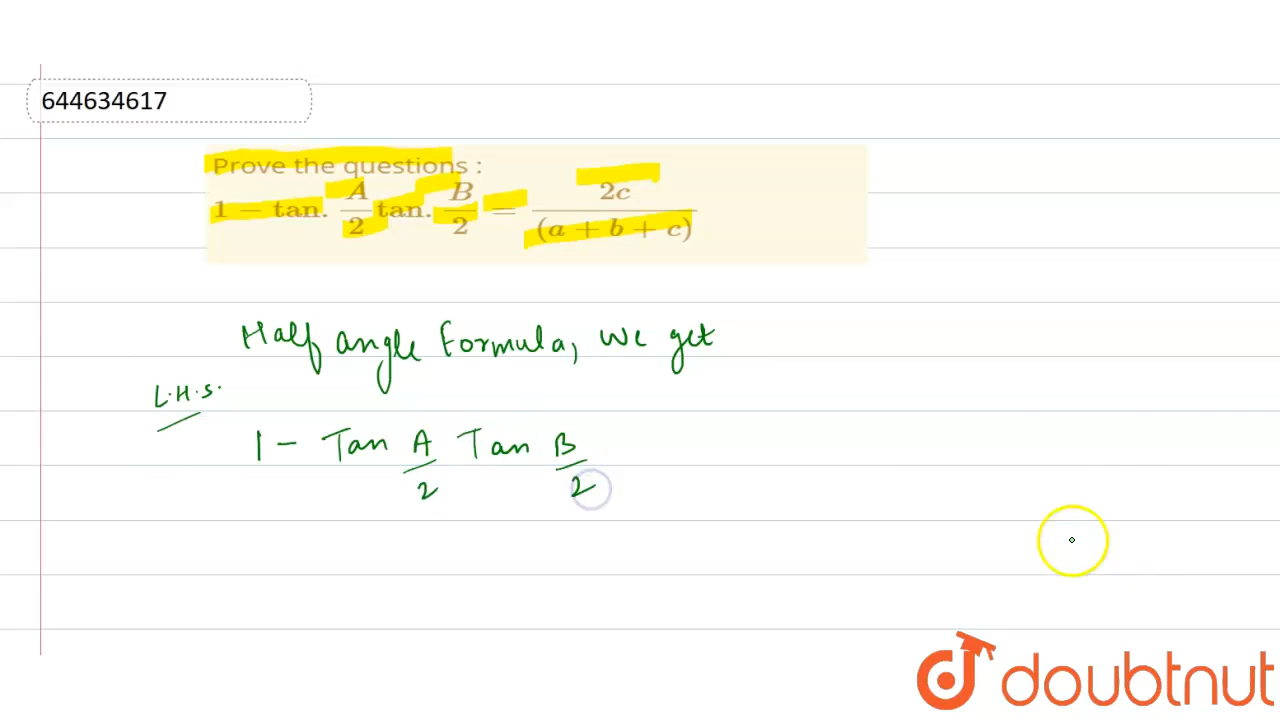 644634617
Prove the questions :
1 − tan. A/2 tan. B/2 = 2c/(a + b + c)
Half angle Formula, We get
L.H.S.
1 − Tan A/2 Tan B/2
doubtnut